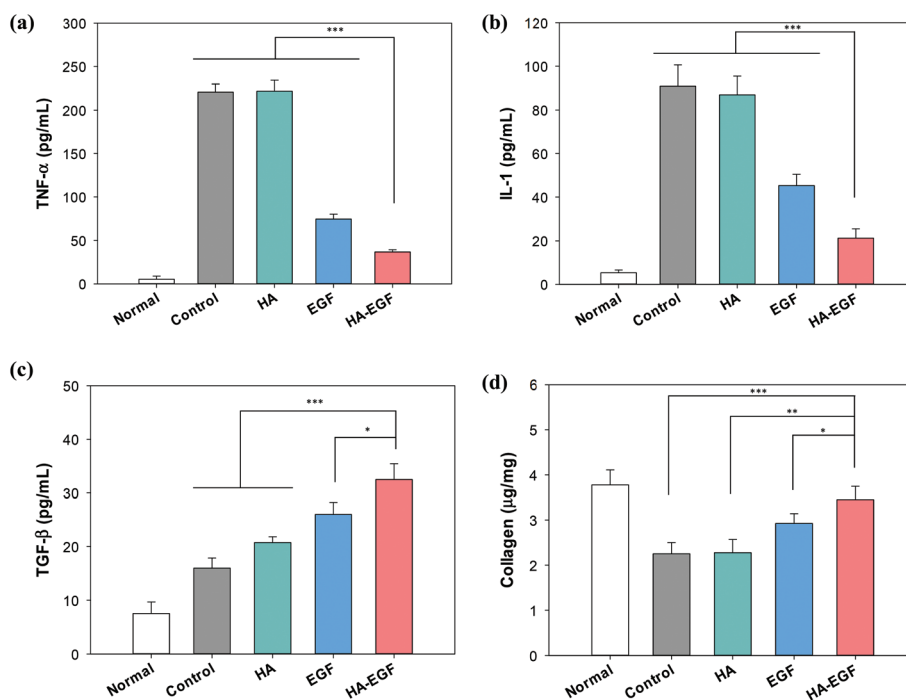 (a)
300
250
200
150
100
50
0
TNF-α (pg/mL)
***
Normal
Control
HA
EGF
HA-EGF
(b)
120
100
80
60
40
20
0
IL-1 (pg/mL)
***
Normal
Control
HA
EGF
HA-EGF
(c)
50
40
30
20
10
0
TGF-β (pg/mL)
***
*
Normal
Control
HA
EGF
HA-EGF
(d)
6
5
4
3
2
1
0
Collagen (μg/mg)
***
**
*
Normal
Control
HA
EGF
HA-EGF